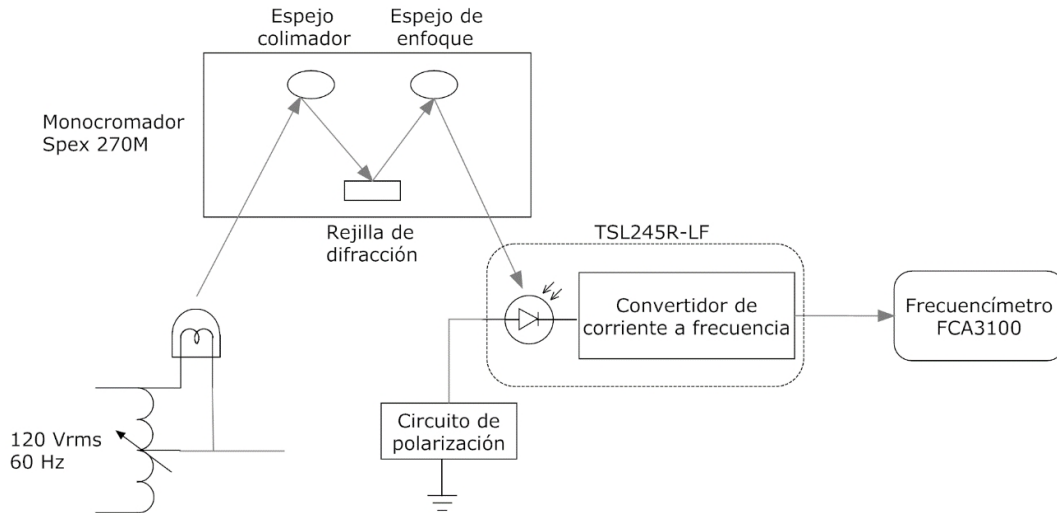 Espejo
colimador
Espejo de
enfoque
Monocromador
Spex 270M
Rejilla de
difracción
TSL245R-LF
Convertidor de
corriente a frecuencia
Frecuencímetro
FCA3100
Circuito de
polarización
120 Vrms
60 Hz